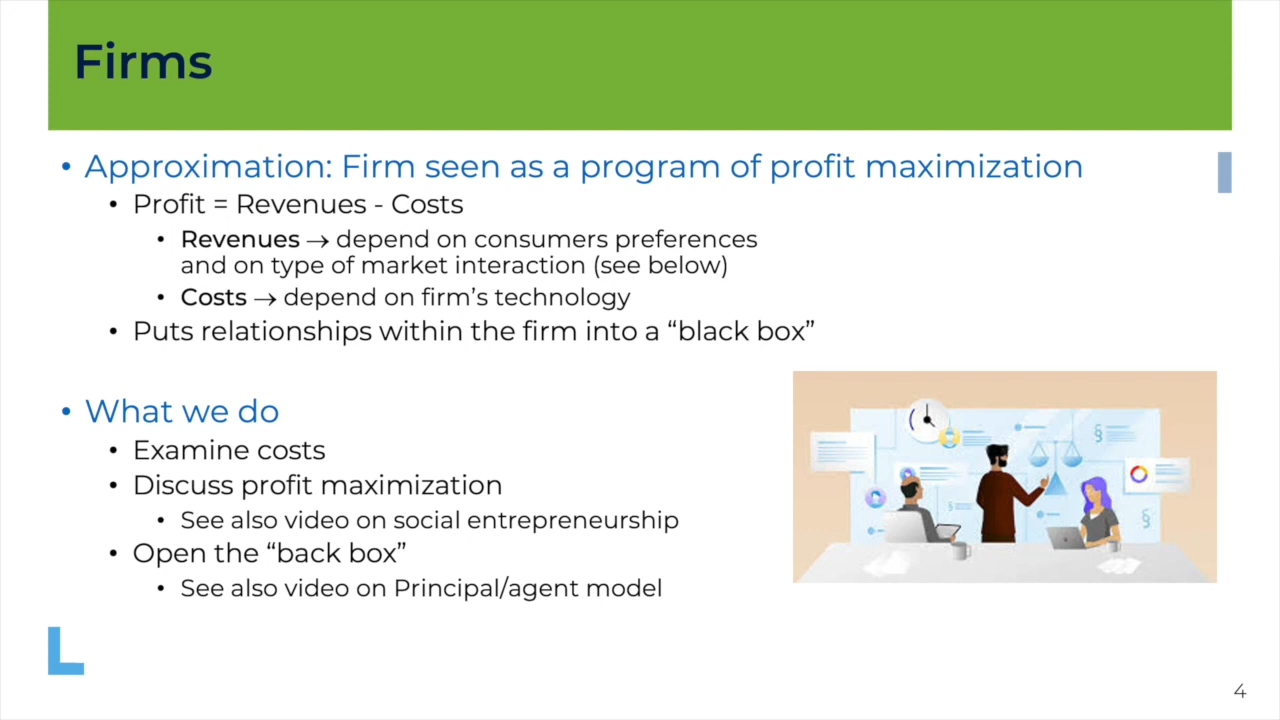 Firms
• Approximation: Firm seen as a program of profit maximization
• Profit = Revenues - Costs
• Revenues → depend on consumers preferences
and on type of market interaction (see below)
• Costs → depend on firm’s technology
• Puts relationships within the firm into a “black box”
• What we do
• Examine costs
• Discuss profit maximization
• See also video on social entrepreneurship
• Open the “back box”
• See also video on Principal/agent model
§
§
§
4